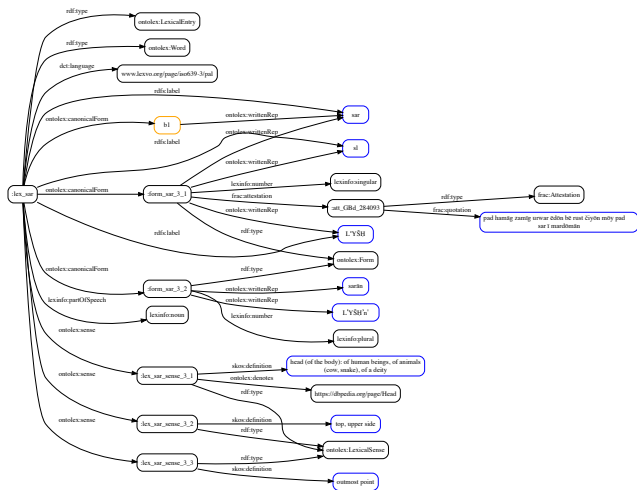 rdf:type
ontolex:LexicalEntry
rdf:type
ontolex:Word
dct:language
www.lexvo.org/page/iso639-3/pal
rdfs:label
ontolex:canonicalForm
b1
ontolex:writtenRep
sar
rdfs:label
ontolex:writtenRep
ontolex:writtenRep
sl
:lex_sar
ontolex:canonicalForm
:form_sar_3_1
lexinfo:number
lexinfo:singular
frac:attestation
:att_GBd_284093
rdf:type
frac:Attestation
frac:quotation
pad hamāg zamīg urwar ēdōn bē rust čiyōn mōy pad
sar ī mardōmān
ontolex:writtenRep
rdfs:label
L'YŠH
rdf:type
ontolex:Form
ontolex:canonicalForm
:form_sar_3_2
rdf:type
ontolex:writtenRep
sarān
ontolex:writtenRep
L'YŠH'n'
lexinfo:number
lexinfo:plural
lexinfo:partOfSpeech
lexinfo:noun
ontolex:sense
:lex_sar_sense_3_1
skos:definition
head (of the body): of human beings, of animals
(cow, snake), of a deity
ontolex:denotes
https://dbpedia.org/page/Head
rdf:type
ontolex:sense
:lex_sar_sense_3_2
skos:definition
top, upper side
rdf:type
ontolex:LexicalSense
ontolex:sense
:lex_sar_sense_3_3
rdf:type
skos:definition
outmost point